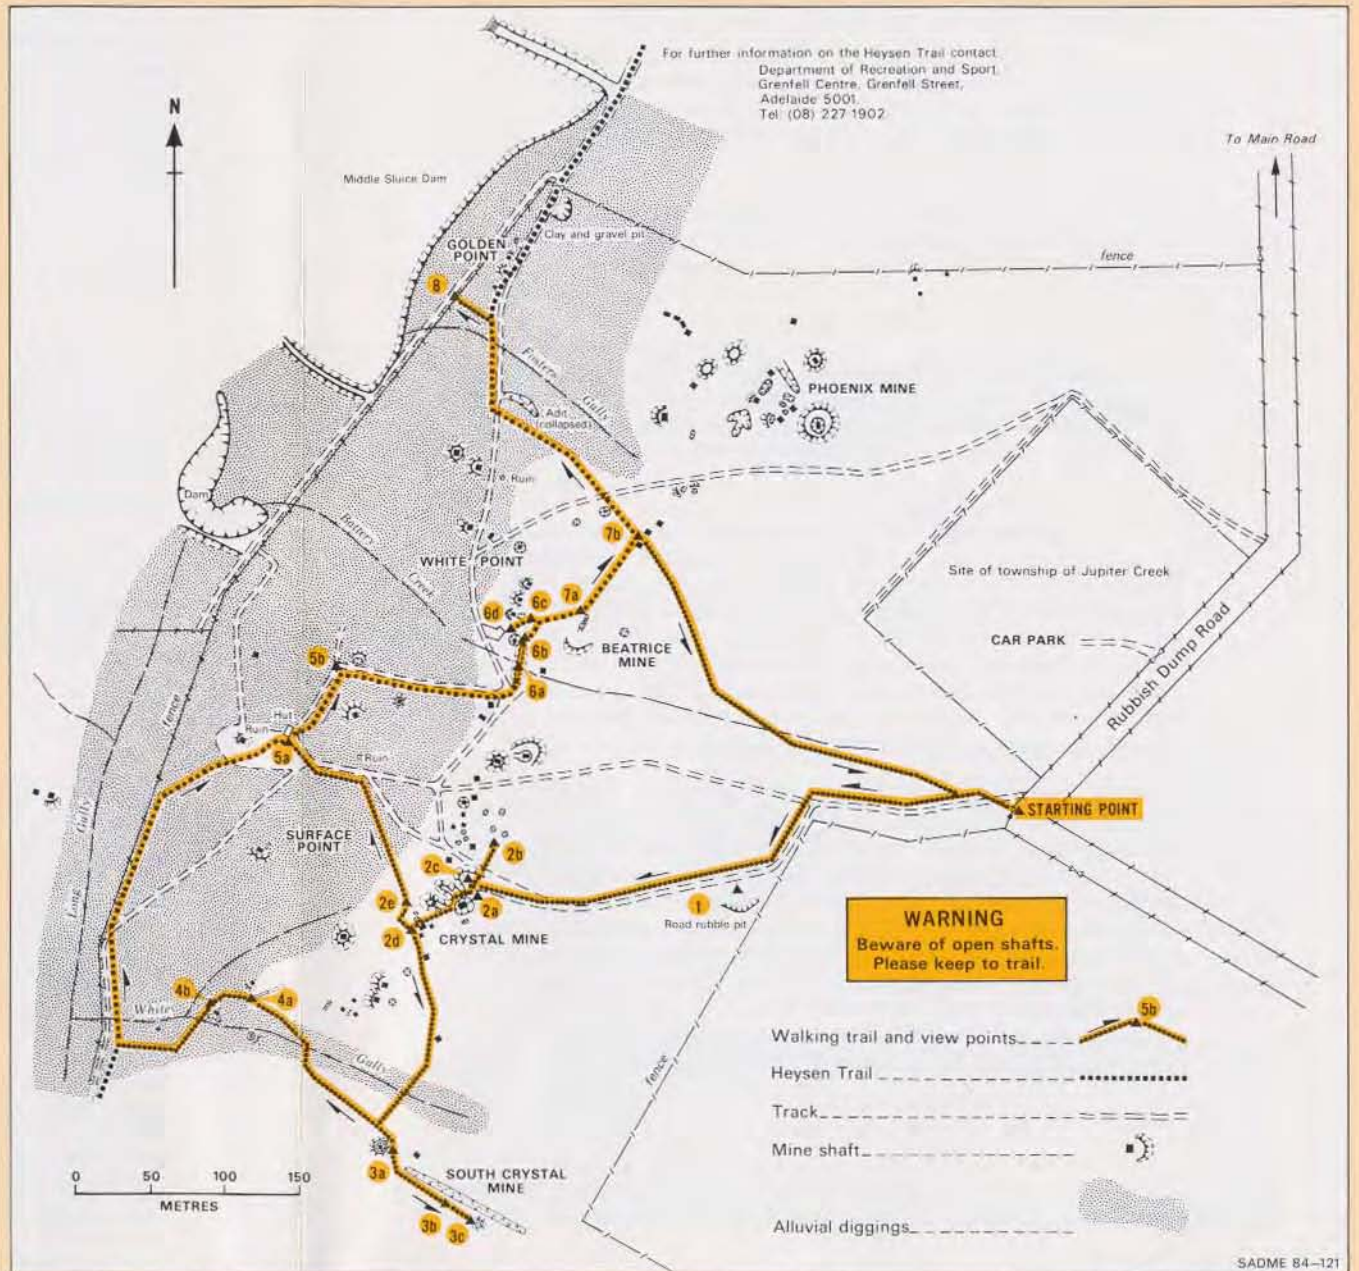 For further information on the Heysen Trail contact
Department of Recreation and Sport
Grenfell Centre, Grenfell Street,
Adelaide 5001.
Tel: (08) 227 1902
N
To Main Road
Middle Sluice Dam
GOLDEN
POINT
Clay and gravel pit
fence
8
Finters
Gully
PHOENIX MINE
Adit
(collapsed)
Ruin
Dam
Batter
Creek
7b
WHITE POINT
Site of township of Jupiter Creek
7a
6c
6d
CAR PARK
6b
BEATRICE
MINE
Rubbish Dump Road
5b
6a
fence
Hut
Ruin
5a
Ruin
STARTING POINT
SURFACE
POINT
2b
2c
Long
Gully
2e
2a
1
Road rubble pit
WARNING
Beware of open shafts.
Please keep to trail.
2d
CRYSTAL MINE
4b
4a
Whites
Gully
5b
Walking trail and view points
Heysen Trail
fence
Track
Mine shaft
3a
SOUTH CRYSTAL
MINE
0 50 100 150
METRES
3b
3c
Alluvial diggings
SADME 84-121